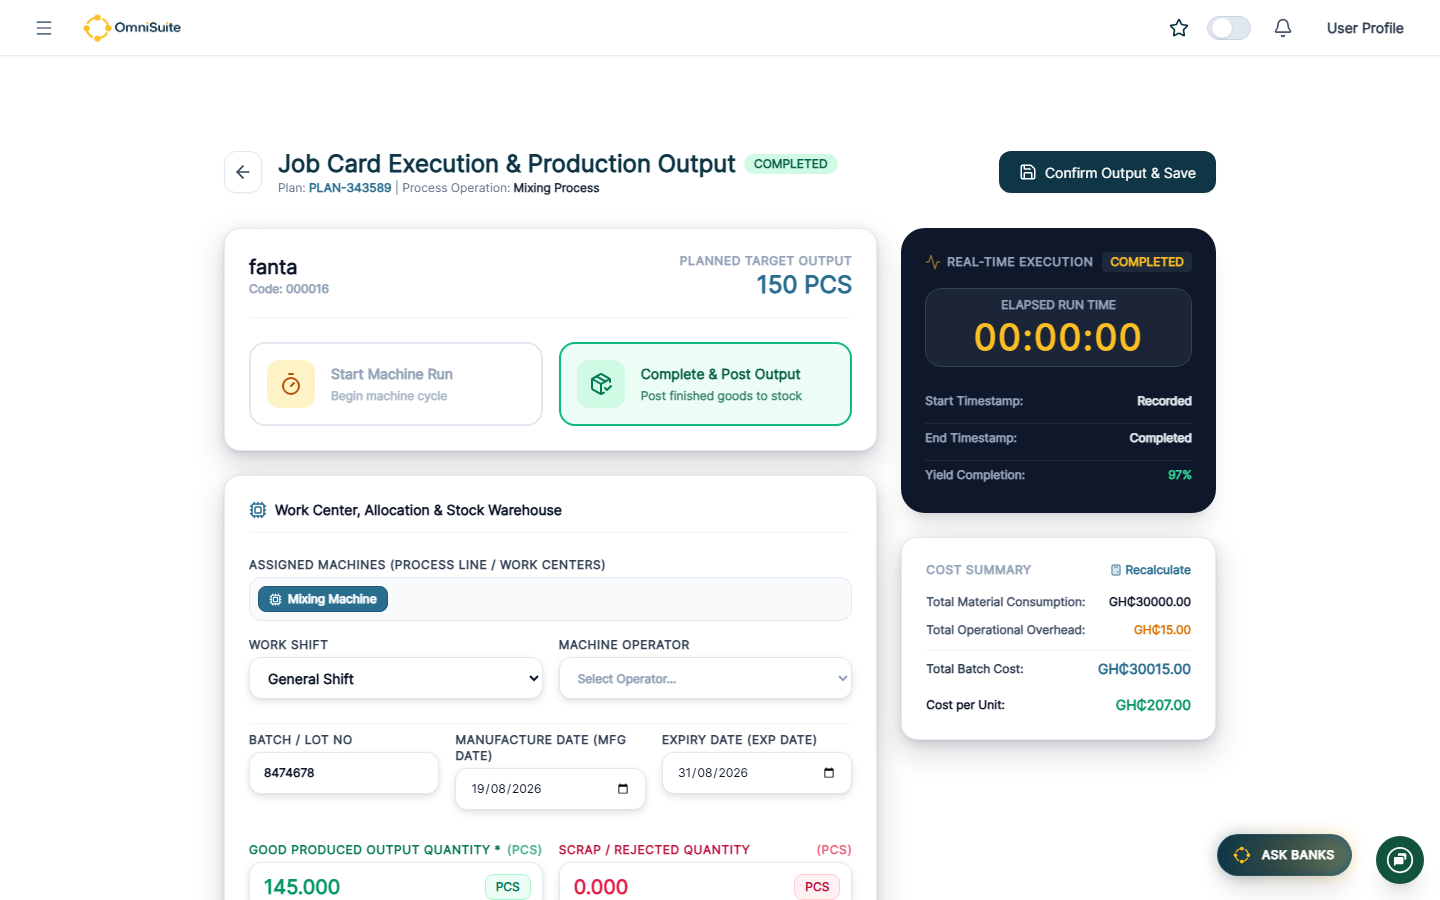 OmniSuite
User Profile
Job Card Execution & Production Output
COMPLETED
Plan: PLAN-343589 | Process Operation: Mixing Process
Confirm Output & Save
fanta
Code: 000016
PLANNED TARGET OUTPUT
150 PCS
Start Machine Run
Begin machine cycle
Complete & Post Output
Post finished goods to stock
Work Center, Allocation & Stock Warehouse
ASSIGNED MACHINES (PROCESS LINE / WORK CENTERS)
Mixing Machine
WORK SHIFT
General Shift
MACHINE OPERATOR
Select Operator...
BATCH / LOT NO
8474678
MANUFACTURE DATE (MFG
DATE)
19/08/2026
EXPIRY DATE (EXP DATE)
31/08/2026
GOOD PRODUCED OUTPUT QUANTITY * (PCS)
145.000
PCS
SCRAP / REJECTED QUANTITY (PCS)
0.000
PCS
REAL-TIME EXECUTION
COMPLETED
ELAPSED RUN TIME
00:00:00
Start Timestamp: Recorded
End Timestamp: Completed
Yield Completion: 97%
COST SUMMARY
Recalculate
Total Material Consumption: GH₵30000.00
Total Operational Overhead: GH₵15.00
Total Batch Cost: GH₵30015.00
Cost per Unit: GH₵207.00
ASK BANKS